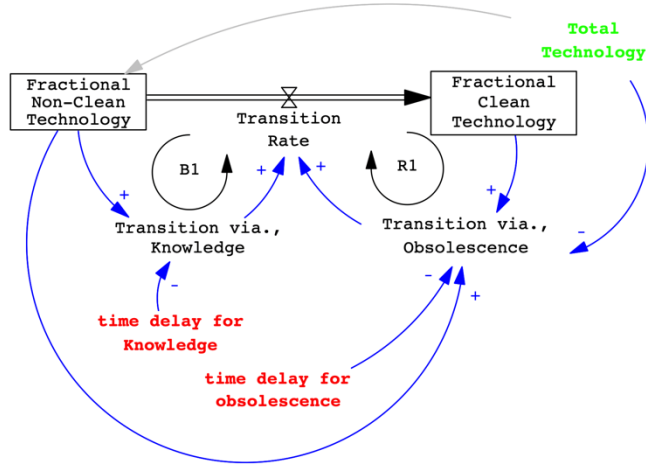 Total
Technology
Fractional
Non-Clean
Technology
Fractional
Clean
Technology
Transition
Rate
B1
R1
+
+
+
+
Transition via.,
Knowledge
Transition via.,
Obsolescence
-
-
-
+
time delay for
Knowledge
time delay for
obsolescence